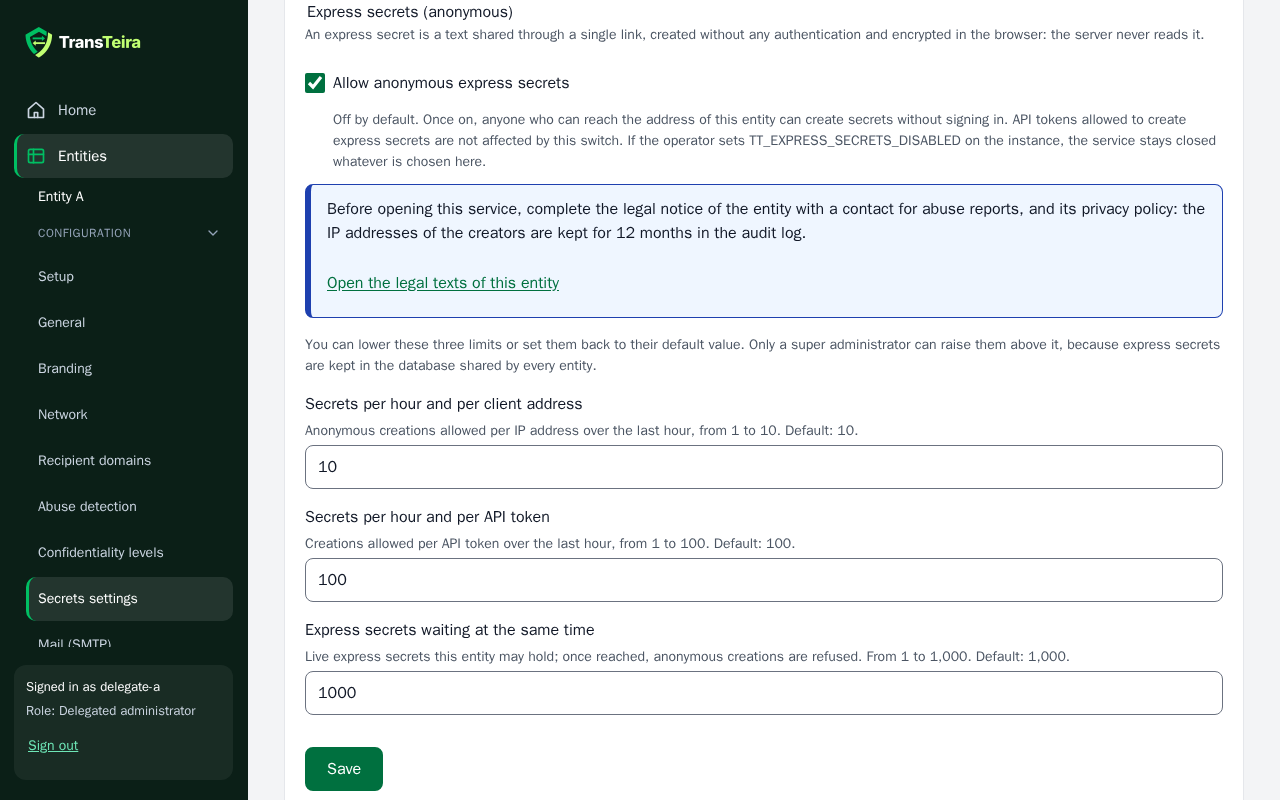 TransTeira
Home
Entities
Entity A
CONFIGURATION
Setup
General
Branding
Network
Recipient domains
Abuse detection
Confidentiality levels
Secrets settings
Mail (SMTP)
Signed in as delegate-a
Role: Delegated administrator
Sign out
Express secrets (anonymous)
An express secret is a text shared through a single link, created without any authentication and encrypted in the browser: the server never reads it.
Allow anonymous express secrets
Off by default. Once on, anyone who can reach the address of this entity can create secrets without signing in. API tokens allowed to create
express secrets are not affected by this switch. If the operator sets TT_EXPRESS_SECRETS_DISABLED on the instance, the service stays closed
whatever is chosen here.
Before opening this service, complete the legal notice of the entity with a contact for abuse reports, and its privacy policy: the
IP addresses of the creators are kept for 12 months in the audit log.
Open the legal texts of this entity
You can lower these three limits or set them back to their default value. Only a super administrator can raise them above it, because express secrets
are kept in the database shared by every entity.
Secrets per hour and per client address
Anonymous creations allowed per IP address over the last hour, from 1 to 10. Default: 10.
10
Secrets per hour and per API token
Creations allowed per API token over the last hour, from 1 to 100. Default: 100.
100
Express secrets waiting at the same time
Live express secrets this entity may hold; once reached, anonymous creations are refused. From 1 to 1,000. Default: 1,000.
1000
Save